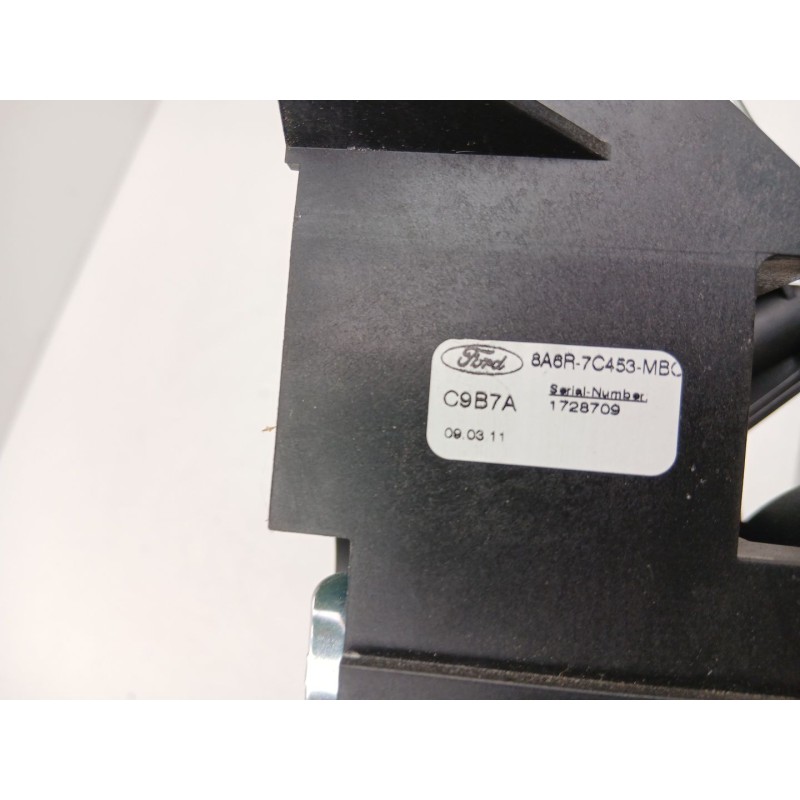 Ford 8A6R-7C453-MBC
C9B7A
Serial-Number.
1728709
09.03.11